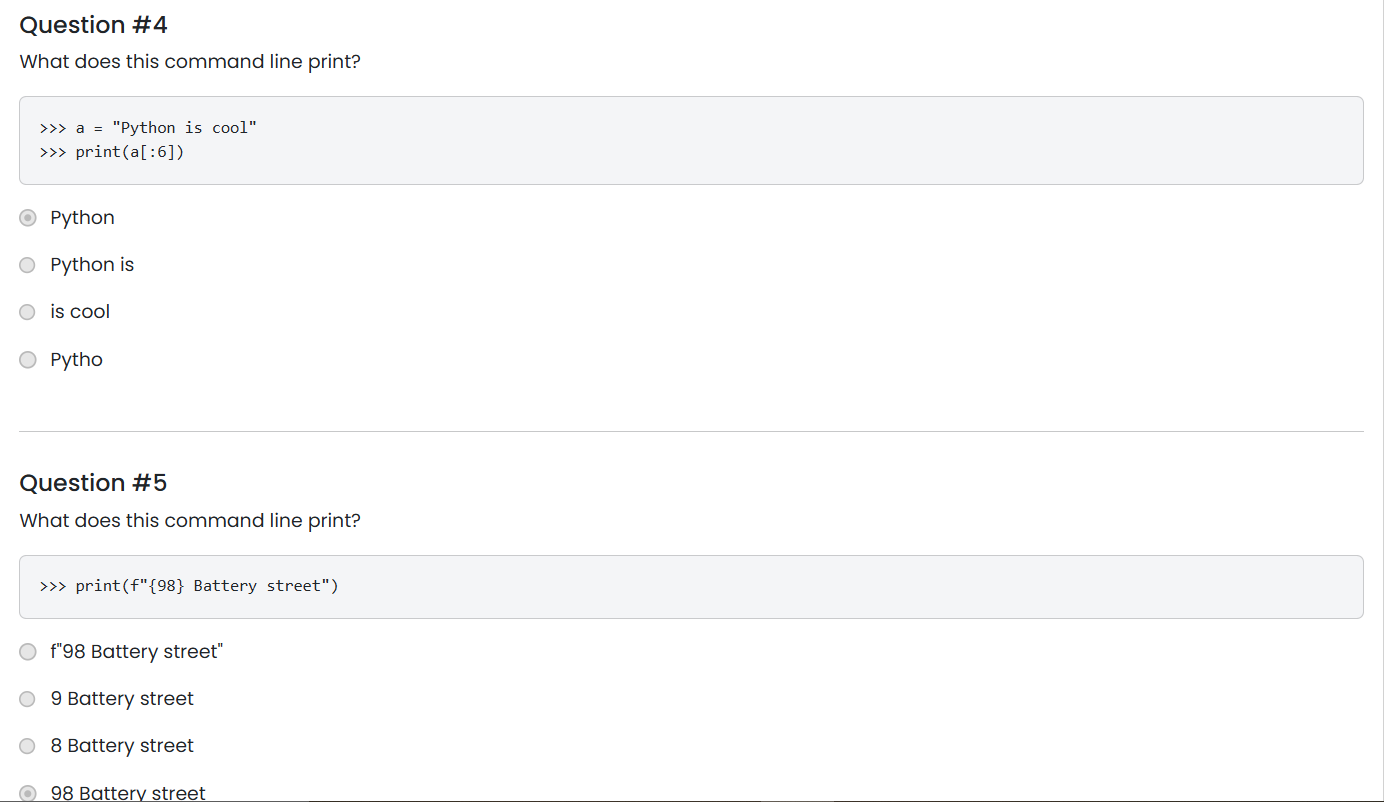 Question #4
What does this command line print?
>>> a = "Python is cool"
>>> print(a[:6])
Python
Python is
is cool
Pytho
Question #5
What does this command line print?
>>> print(f"{98} Battery street")
f"98 Battery street"
9 Battery street
8 Battery street
98 Battery street